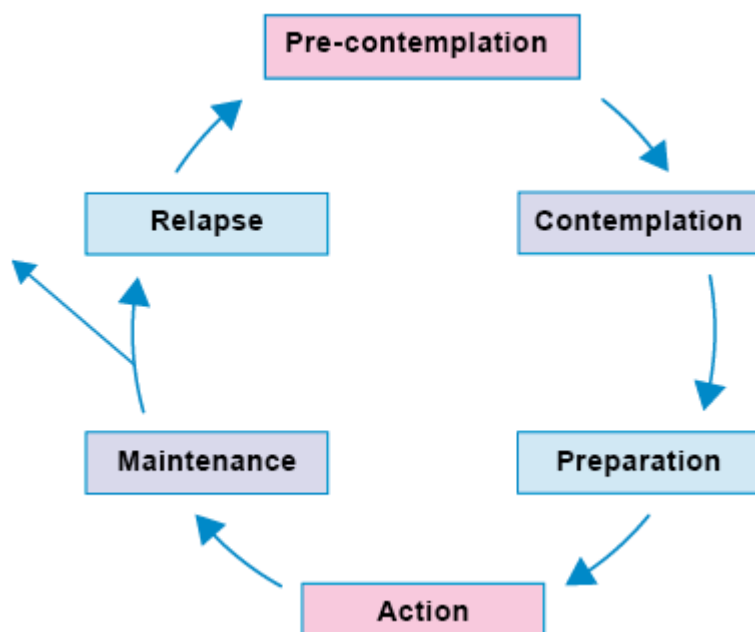 Pre-contemplation
Contemplation
Preparation
Action
Maintenance
Relapse